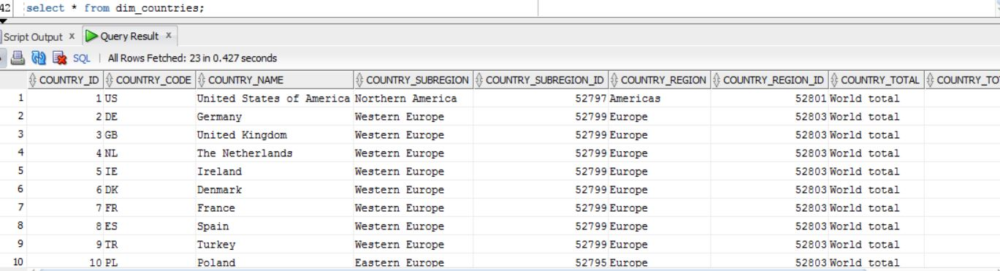 42 select * from dim_countries;
Script Output x Query Result x
SQL | All Rows Fetched: 23 in 0.427 seconds
COUNTRY_ID COUNTRY_CODE COUNTRY_NAME COUNTRY_SUBREGION COUNTRY_SUBREGION_ID COUNTRY_REGION COUNTRY_REGION_ID COUNTRY_TOTAL COUNTRY_TO
1 1 US United States of America Northern America 52797 Americas 52801 World total
2 2 DE Germany Western Europe 52799 Europe 52803 World total
3 3 GB United Kingdom Western Europe 52799 Europe 52803 World total
4 4 NL The Netherlands Western Europe 52799 Europe 52803 World total
5 5 IE Ireland Western Europe 52799 Europe 52803 World total
6 6 DK Denmark Western Europe 52799 Europe 52803 World total
7 7 FR France Western Europe 52799 Europe 52803 World total
8 8 ES Spain Western Europe 52799 Europe 52803 World total
9 9 TR Turkey Western Europe 52799 Europe 52803 World total
10 10 PL Poland Eastern Europe 52795 Europe 52803 World total